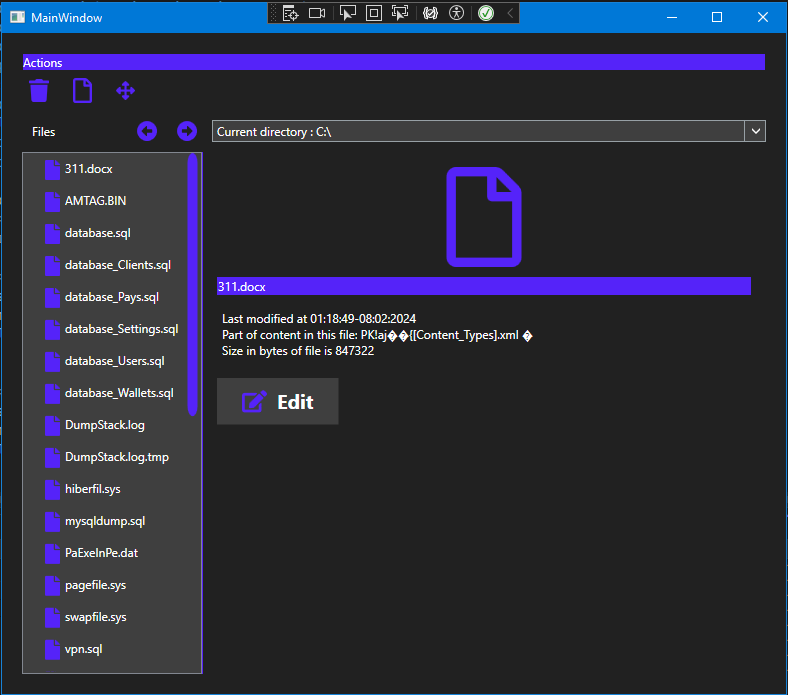 MainWindow
Actions
Files
Current directory : C:\
311.docx
AMTAG.BIN
database.sql
database_Clients.sql
database_Pays.sql
database_Settings.sql
database_Users.sql
database_Wallets.sql
DumpStack.log
DumpStack.log.tmp
hiberfil.sys
mysqldump.sql
PaExeInPe.dat
pagefile.sys
swapfile.sys
vpn.sql
311.docx
Last modified at 01:18:49-08:02:2024
Part of content in this file: PK!aj��{[Content_Types].xml �
Size in bytes of file is 847322
Edit